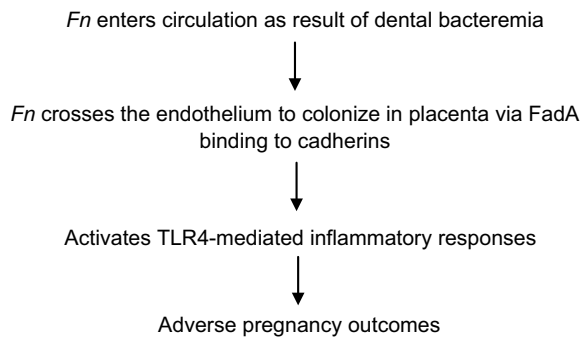 Fn enters circulation as result of dental bacteremia
Fn crosses the endothelium to colonize in placenta via FadA
binding to cadherins
Activates TLR4-mediated inflammatory responses
Adverse pregnancy outcomes